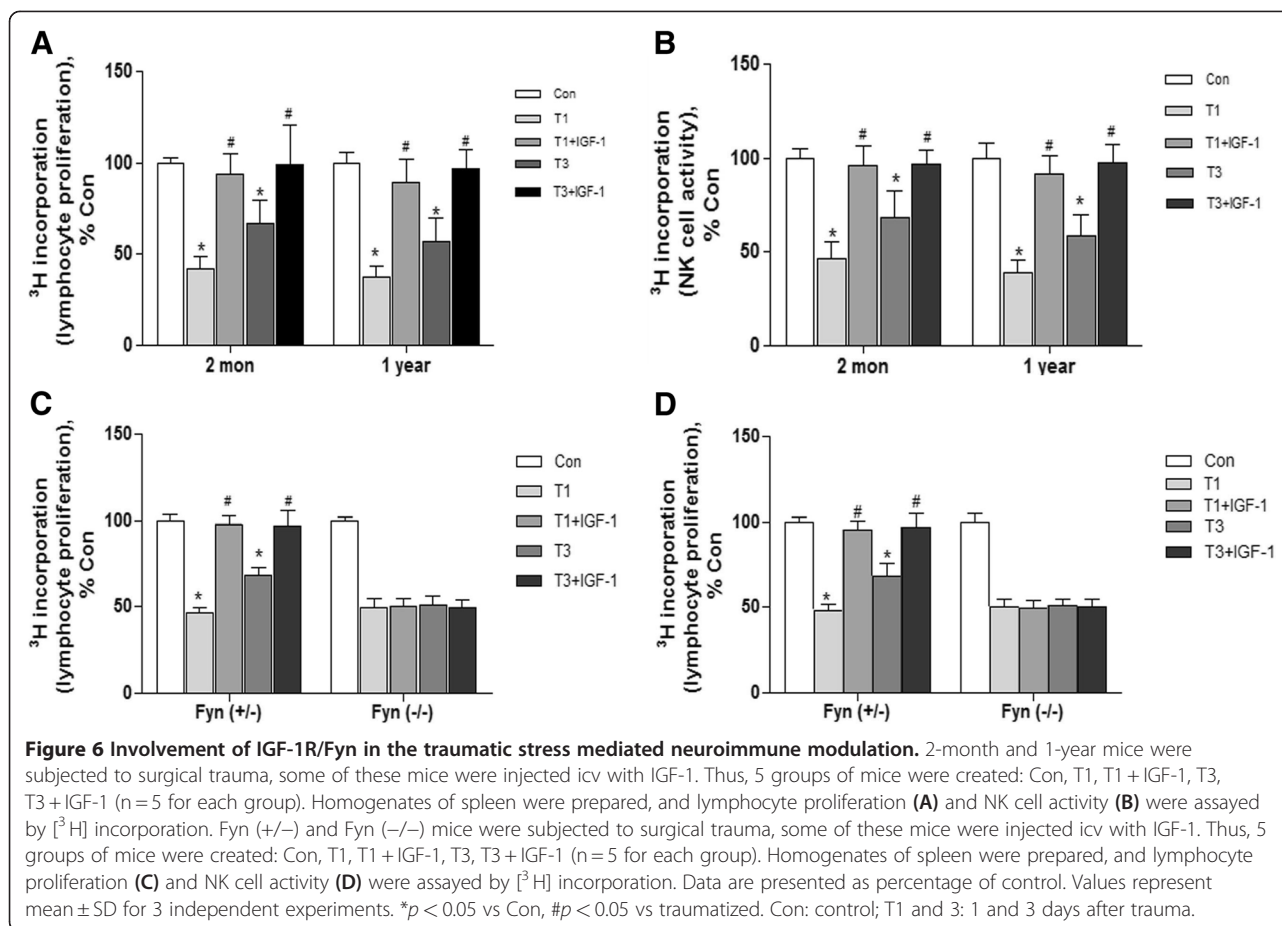 A
150
100
50
0
³H incorporation
(lymphocyte proliferation),
% Con
* # * #
* # * #
2 mon
1 year
Con
T1
T1+IGF-1
T3
T3+IGF-1
B
150
100
50
0
³H incorporation
(NK cell activity),
% Con
* # * #
* # * #
2 mon
1 year
Con
T1
T1+IGF-1
T3
T3+IGF-1
C
150
100
50
0
³H incorporation
(lymphocyte proliferation),
% Con
* # * #
Fyn (+/-)
Fyn (-/-)
Con
T1
T1+IGF-1
T3
T3+IGF-1
D
150
100
50
0
³H incorporation
(lymphocyte proliferation),
% Con
* # * #
Fyn (+/-)
Fyn (-/-)
Con
T1
T1+IGF-1
T3
T3+IGF-1
Figure 6 Involvement of IGF-1R/Fyn in the traumatic stress mediated neuroimmune modulation. 2-month and 1-year mice were
subjected to surgical trauma, some of these mice were injected icv with IGF-1. Thus, 5 groups of mice were created: Con, T1, T1 + IGF-1, T3,
T3 + IGF-1 (n = 5 for each group). Homogenates of spleen were prepared, and lymphocyte proliferation (A) and NK cell activity (B) were assayed
by [³H] incorporation. Fyn (+/−) and Fyn (−/−) mice were subjected to surgical trauma, some of these mice were injected icv with IGF-1. Thus, 5
groups of mice were created: Con, T1, T1 + IGF-1, T3, T3 + IGF-1 (n = 5 for each group). Homogenates of spleen were prepared, and lymphocyte
proliferation (C) and NK cell activity (D) were assayed by [³H] incorporation. Data are presented as percentage of control. Values represent
mean ± SD for 3 independent experiments. *p < 0.05 vs Con, #p < 0.05 vs traumatized. Con: control; T1 and 3: 1 and 3 days after trauma.